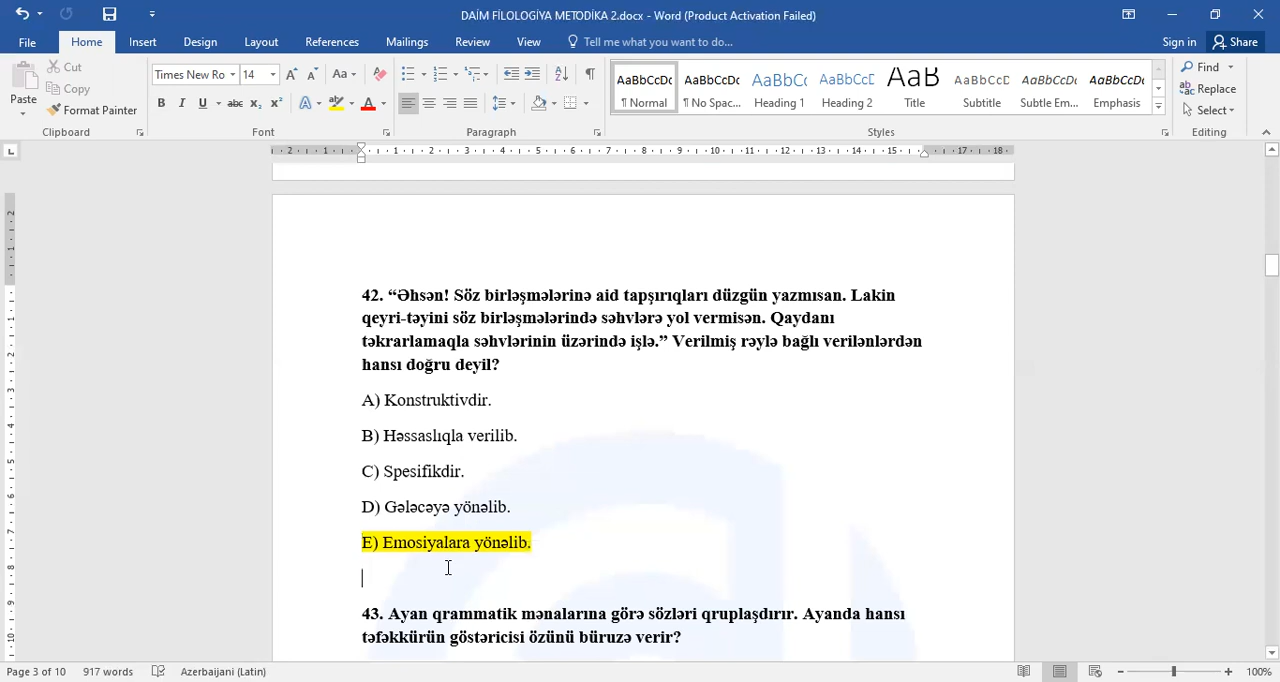 DAİM FİLOLOGİYA METODİKA 2.docx - Word (Product Activation Failed)
File Home Insert Design Layout References Mailings Review View Tell me what you want to do... Sign in Share
Paste
Cut
Copy
Format Painter
Clipboard
Times New Ro 14
Font
Paragraph
AaBbCcDc AaBbCcDc AaBbCc AaBbCcD AaB AaBbCcD AaBbCcDc AaBbCcDc
¶ Normal ¶ No Spac... Heading 1 Heading 2 Title Subtitle Subtle Em... Emphasis
Styles
Find
Replace
Select
Editing
42. “Əhsən! Söz birləşmələrinə aid tapşırıqları düzgün yazmısan. Lakin
qeyri-təyini söz birləşmələrində səhvlərə yol vermisən. Qaydanı
təkrarlamaqla səhvlərinin üzərində işlə.” Verilmiş rəylə bağlı verilənlərdən
hansı doğru deyil?
A) Konstruktivdir.
B) Həssaslıqla verilib.
C) Spesifikdir.
D) Gələcəyə yönəlib.
E) Emosiyalara yönəlib.
43. Ayan qrammatik mənalarına görə sözləri qruplaşdırır. Ayanda hansı
təfəkkürün göstəricisi özünü büruzə verir?
Page 3 of 10 917 words Azerbaijani (Latin) 100%